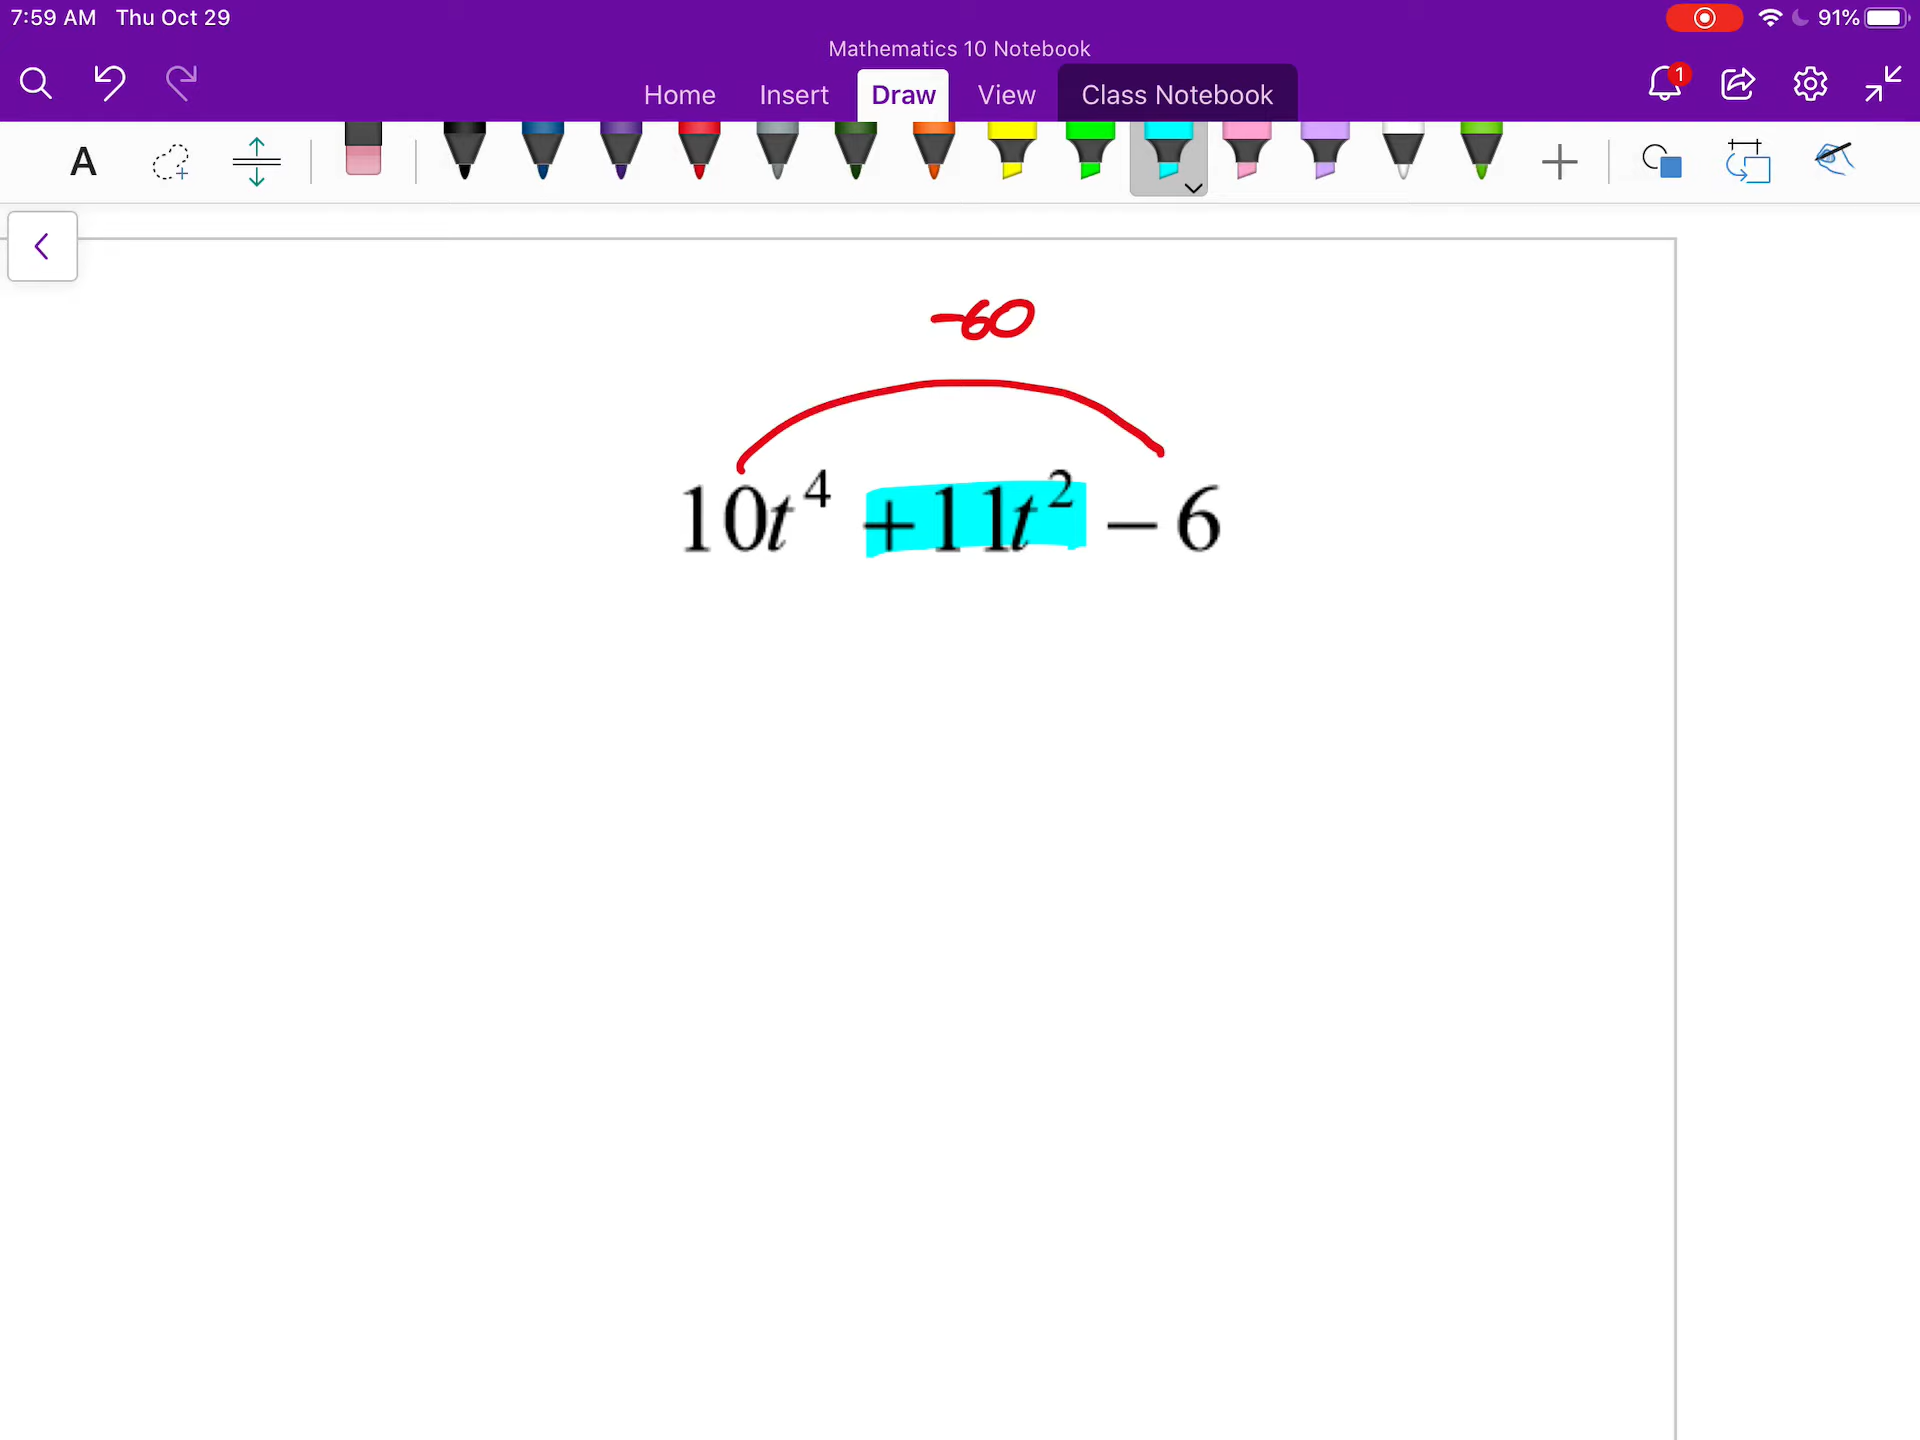 7:59 AM Thu Oct 29 91%
Mathematics 10 Notebook
Home Insert Draw View Class Notebook 1
A
-60
10t⁴ +11t² – 6